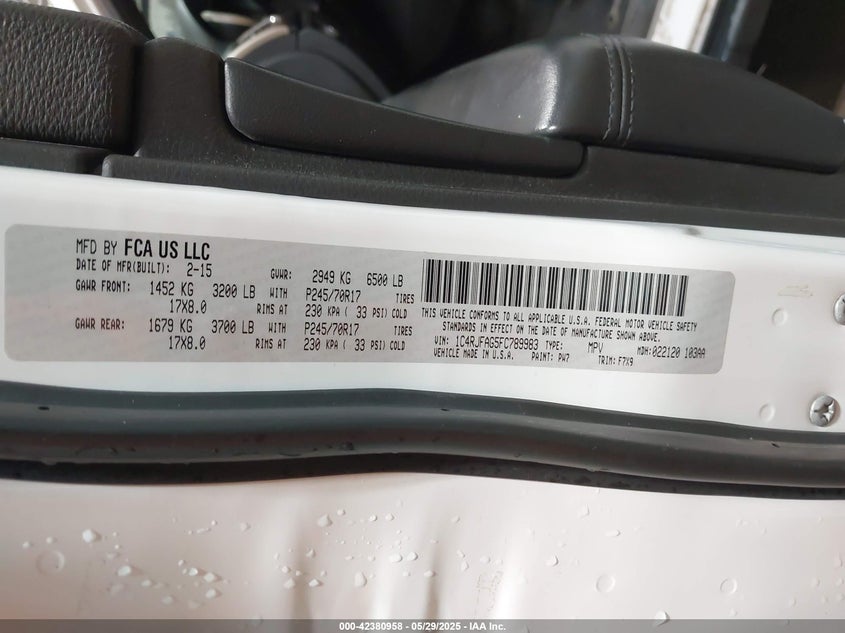 MFD BY FCA US LLC
DATE OF MFR(BUILT): 2-15 GVWR: 2949 KG 6500 LB
GAWR FRONT: 1452 KG 3200 LB WITH P245/70R17 TIRES
17X8.0 RIMS AT 230 KPA ( 33 PSI) COLD
GAWR REAR: 1679 KG 3700 LB WITH P245/70R17 TIRES
17X8.0 RIMS AT 230 KPA ( 33 PSI) COLD
THIS VEHICLE CONFORMS TO ALL APPLICABLE U.S.A. FEDERAL MOTOR VEHICLE SAFETY
STANDARDS IN EFFECT ON THE DATE OF MANUFACTURE SHOWN ABOVE.
VIN: 1C4RJFAG5FC789983 TYPE: MPV MDH: 022120 103AA
VEHICLE MADE IN U.S.A. PAINT: PW7 TRIM: F7X9
000-42380958 - 05/29/2025 - IAA Inc.